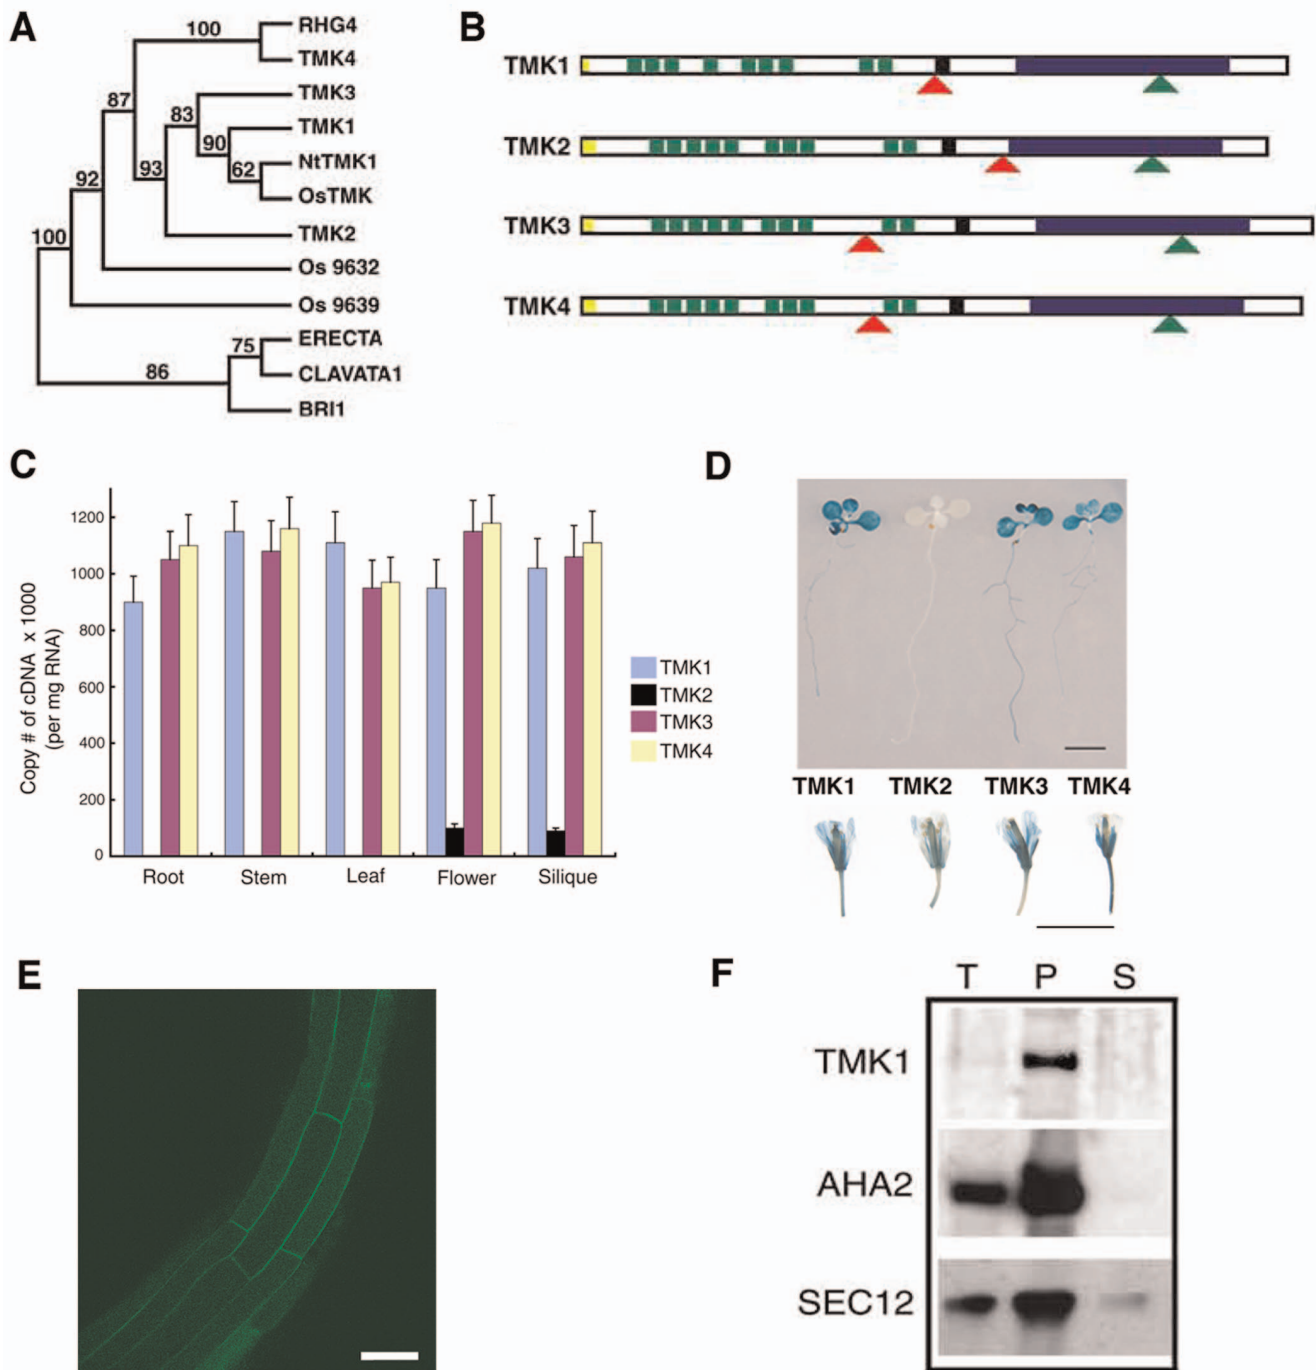 A
100
RHG4
TMK4
87
83
TMK3
90
TMK1
62
NtTMK1
OsTMK
93
TMK2
92
Os 9632
100
Os 9639
75
ERECTA
CLAVATA1
86
BRI1
B
TMK1
TMK2
TMK3
TMK4
C
Copy # of cDNA x 1000
(per mg RNA)
1200
1000
800
600
400
200
0
Root Stem Leaf Flower Silique
TMK1
TMK2
TMK3
TMK4
D
TMK1 TMK2 TMK3 TMK4
E
F
T P S
TMK1
AHA2
SEC12